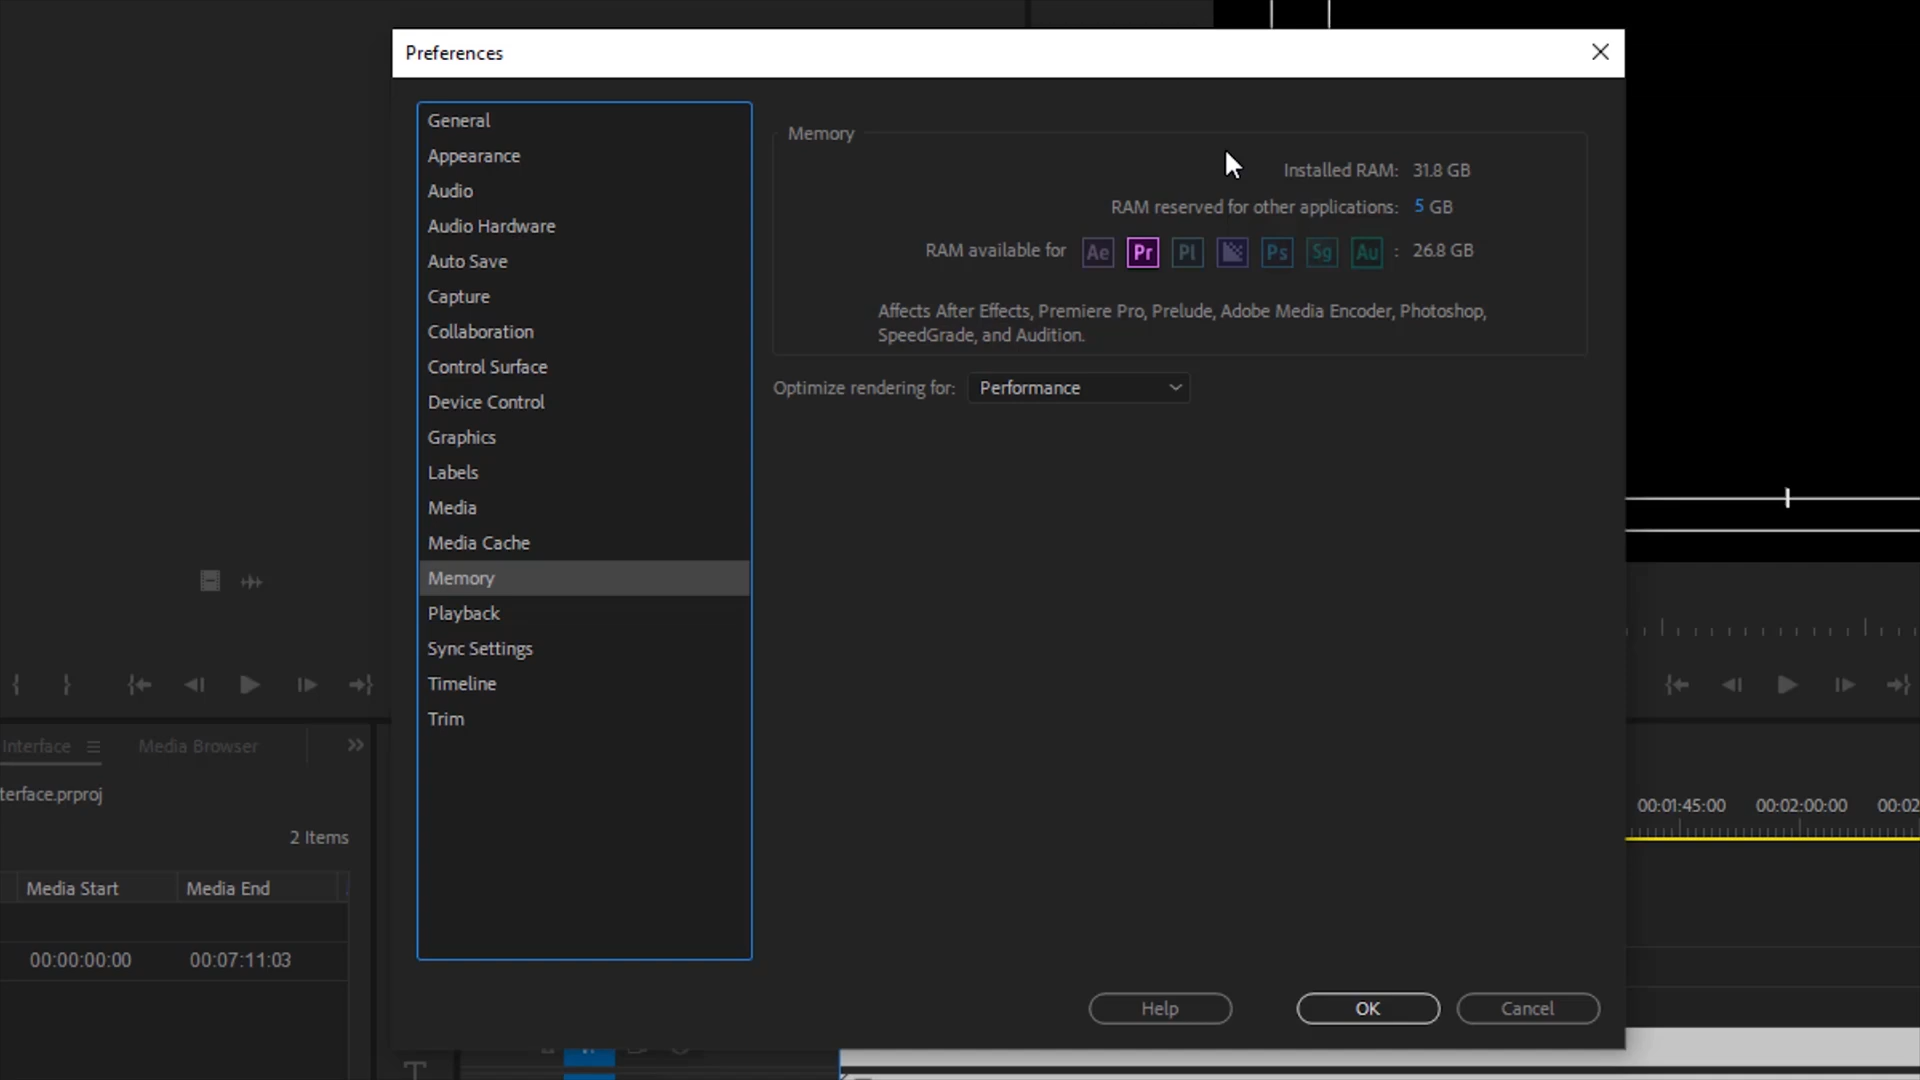 Preferences
General
Appearance
Audio
Audio Hardware
Auto Save
Capture
Collaboration
Control Surface
Device Control
Graphics
Labels
Media
Media Cache
Memory
Playback
Sync Settings
Timeline
Trim
Memory
Installed RAM: 31.8 GB
RAM reserved for other applications: 5 GB
RAM available for Ae Pr Pl Ps Sg Au : 26.8 GB
Affects After Effects, Premiere Pro, Prelude, Adobe Media Encoder, Photoshop,
SpeedGrade, and Audition.
Optimize rendering for: Performance
Help OK Cancel
Interface Media Browser
terface.prproj
2 Items
Media Start Media End
00:00:00:00 00:07:11:03
00:01:45:00 00:02:00:00 00:02